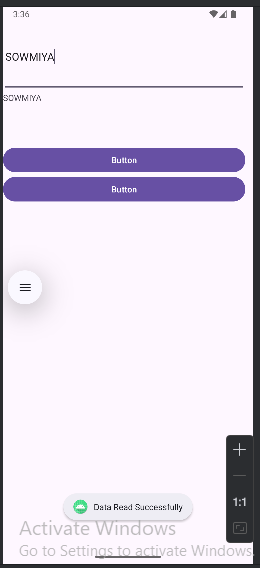 3:36
SOWMIYA
SOWMIYA
Button
Button
1:1
Data Read Successfully
Activate Windows
Go to Settings to activate Windows.